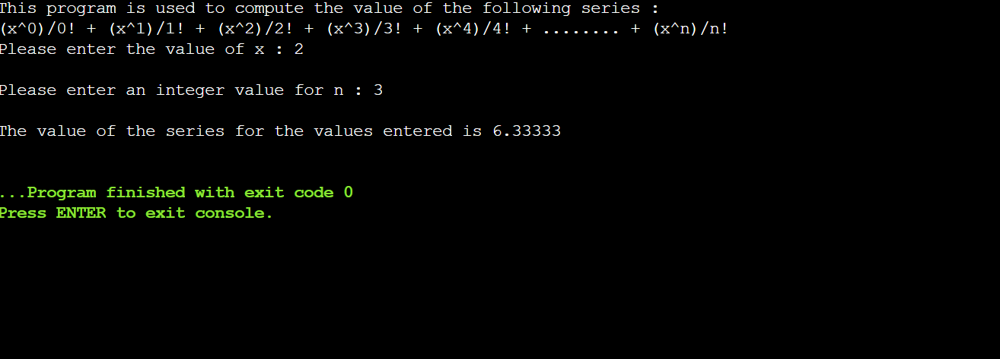 This program is used to compute the value of the following series :
(x^0)/0! + (x^1)/1! + (x^2)/2! + (x^3)/3! + (x^4)/4! + ........ + (x^n)/n!
Please enter the value of x : 2
Please enter an integer value for n : 3
The value of the series for the values entered is 6.33333
...Program finished with exit code 0
Press ENTER to exit console.